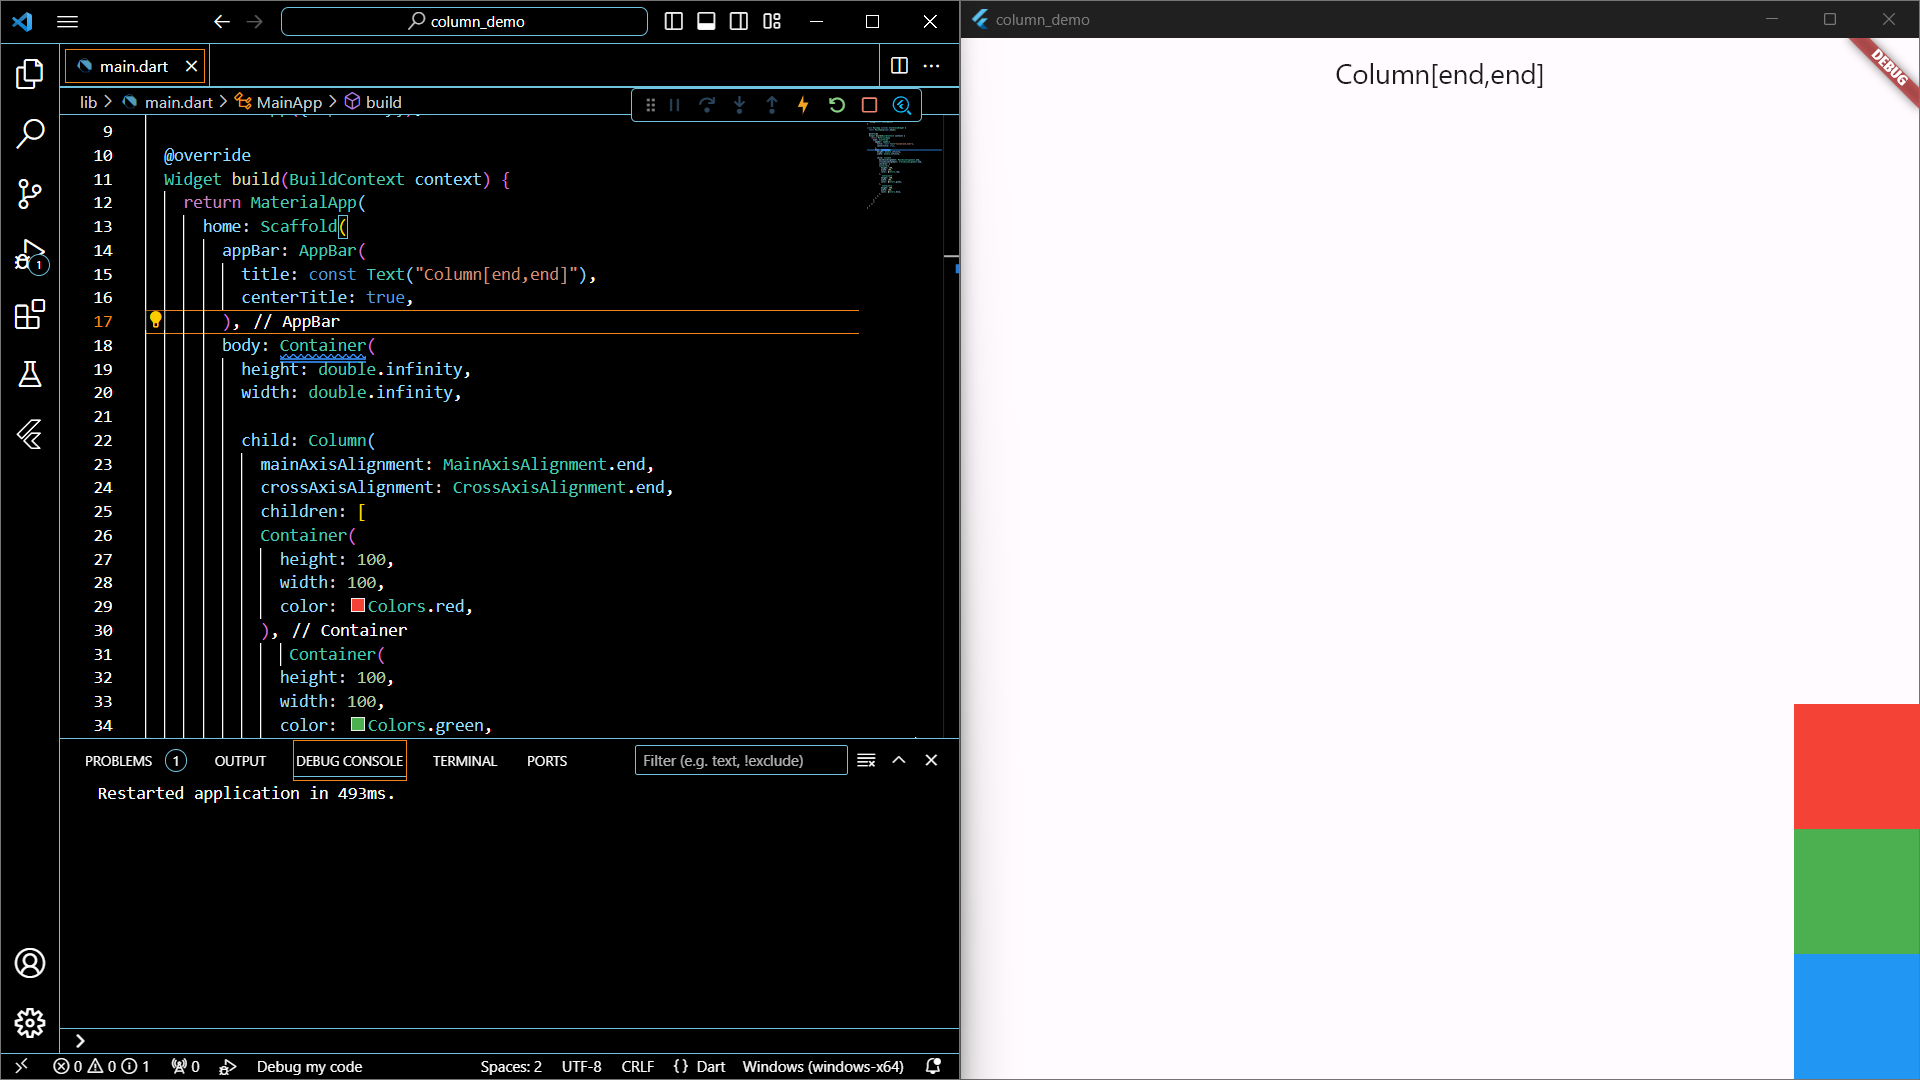 column_demo
main.dart
lib > main.dart > MainApp > build
9
10 @override
11 Widget build(BuildContext context) {
12 return MaterialApp(
13 home: Scaffold(
14 appBar: AppBar(
15 title: const Text("Column[end,end]"),
16 centerTitle: true,
17 ), // AppBar
18 body: Container(
19 height: double.infinity,
20 width: double.infinity,
21
22 child: Column(
23 mainAxisAlignment: MainAxisAlignment.end,
24 crossAxisAlignment: CrossAxisAlignment.end,
25 children: [
26 Container(
27 height: 100,
28 width: 100,
29 color: Colors.red,
30 ), // Container
31 Container(
32 height: 100,
33 width: 100,
34 color: Colors.green,
1
PROBLEMS 1 OUTPUT DEBUG CONSOLE TERMINAL PORTS Filter (e.g. text, !exclude)
Restarted application in 493ms.
0 0 1 0 Debug my code Spaces: 2 UTF-8 CRLF {} Dart Windows (windows-x64)
column_demo
Column[end,end]
DEBUG